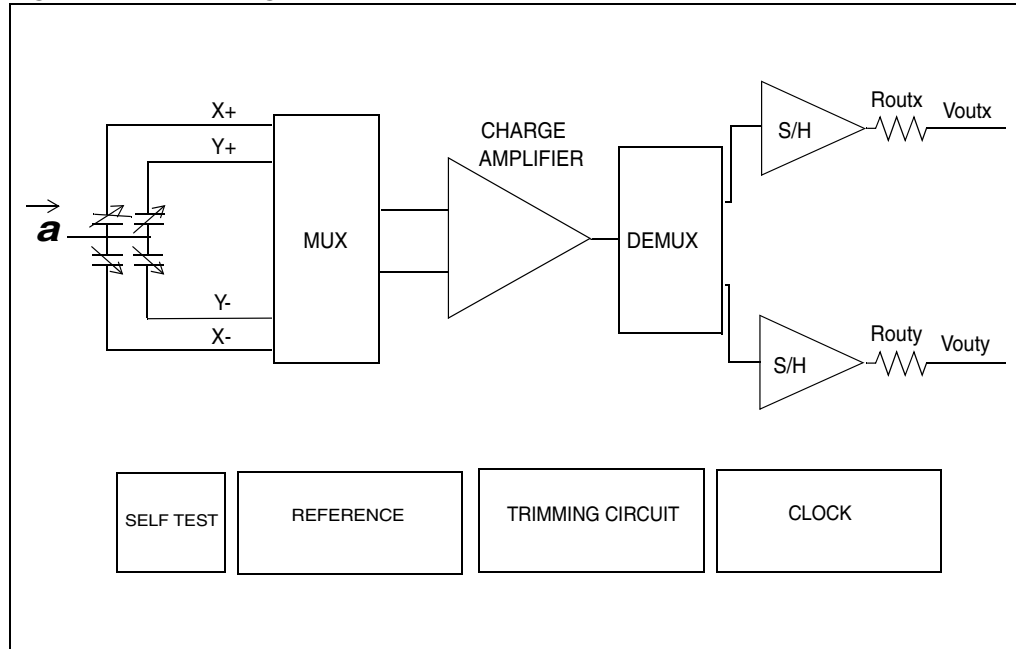 X+
Y+
a
Y-
X-
MUX
CHARGE
AMPLIFIER
DEMUX
S/H
Routx
Voutx
S/H
Routy
Vouty
SELF TEST
REFERENCE
TRIMMING CIRCUIT
CLOCK